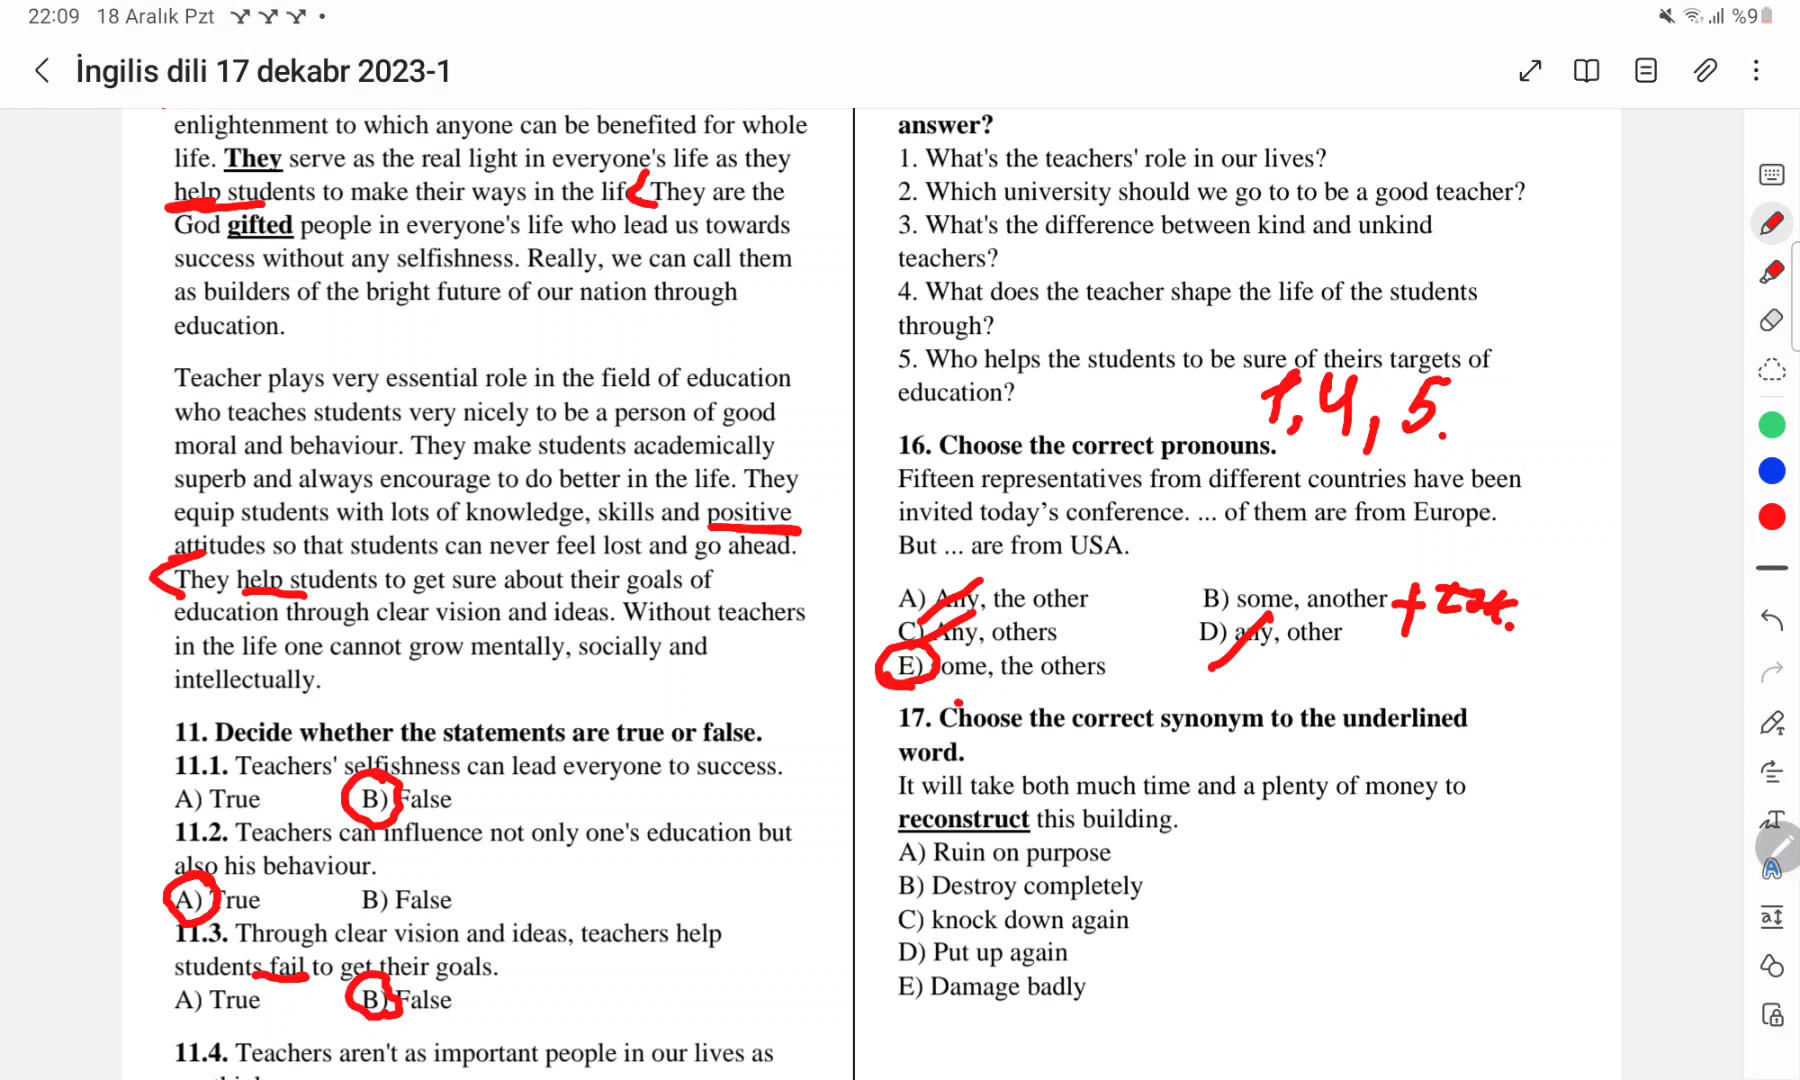 22:09 18 Aralık Pzt
%9
İngilis dili 17 dekabr 2023-1
enlightenment to which anyone can be benefited for whole
life. They serve as the real light in everyone's life as they
help students to make their ways in the life. They are the
God gifted people in everyone's life who lead us towards
success without any selfishness. Really, we can call them
as builders of the bright future of our nation through
education.
Teacher plays very essential role in the field of education
who teaches students very nicely to be a person of good
moral and behaviour. They make students academically
superb and always encourage to do better in the life. They
equip students with lots of knowledge, skills and positive
attitudes so that students can never feel lost and go ahead.
They help students to get sure about their goals of
education through clear vision and ideas. Without teachers
in the life one cannot grow mentally, socially and
intellectually.
11. Decide whether the statements are true or false.
11.1. Teachers' selfishness can lead everyone to success.
A) True B) False
11.2. Teachers can influence not only one's education but
also his behaviour.
A) True B) False
11.3. Through clear vision and ideas, teachers help
students fail to get their goals.
A) True B) False
11.4. Teachers aren't as important people in our lives as
answer?
1. What's the teachers' role in our lives?
2. Which university should we go to to be a good teacher?
3. What's the difference between kind and unkind
teachers?
4. What does the teacher shape the life of the students
through?
5. Who helps the students to be sure of theirs targets of
education?
1, 4, 5.
16. Choose the correct pronouns.
Fifteen representatives from different countries have been
invited today’s conference. ... of them are from Europe.
But ... are from USA.
A) Any, the other B) some, another
C) Any, others D) any, other
E) some, the others
17. Choose the correct synonym to the underlined
word.
It will take both much time and a plenty of money to
reconstruct this building.
A) Ruin on purpose
B) Destroy completely
C) knock down again
D) Put up again
E) Damage badly